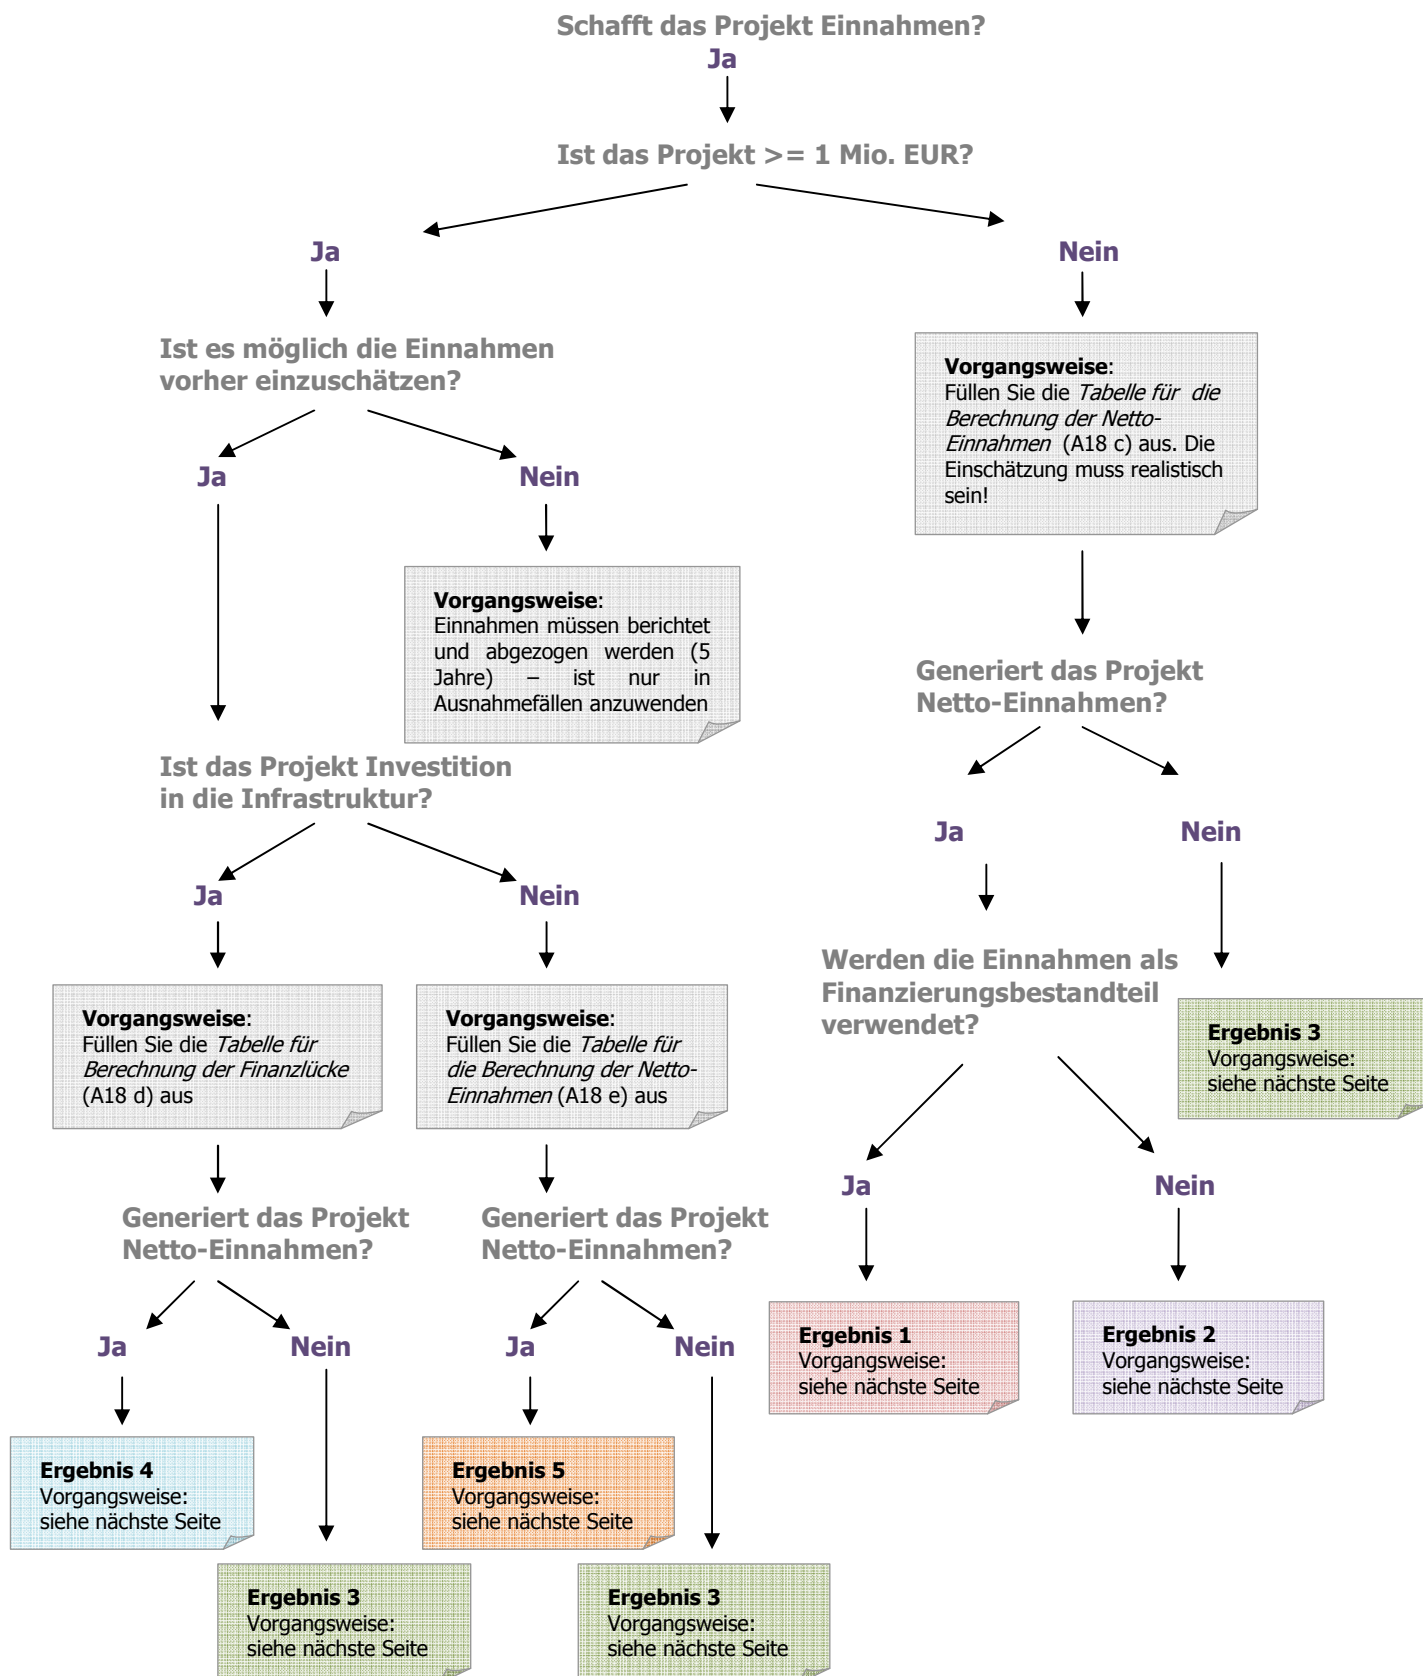 Schafft das Projekt Einnahmen?
Ja
Ist das Projekt >= 1 Mio. EUR?
Ja
Nein
Ist es möglich die Einnahmen
vorher einzuschätzen?
Vorgangsweise:
Füllen Sie die Tabelle für die
Berechnung der Netto-
Einnahmen (A18 c) aus. Die
Einschätzung muss realistisch
sein!
Ja
Nein
Vorgangsweise:
Einnahmen müssen berichtet
und abgezogen werden (5
Jahre) – ist nur in
Ausnahmefällen anzuwenden
Generiert das Projekt
Netto-Einnahmen?
Ist das Projekt Investition
in die Infrastruktur?
Ja
Nein
Ja
Nein
Werden die Einnahmen als
Finanzierungsbestandteil
verwendet?
Vorgangsweise:
Füllen Sie die Tabelle für
Berechnung der Finanzlücke
(A18 d) aus
Vorgangsweise:
Füllen Sie die Tabelle für
die Berechnung der Netto-
Einnahmen (A18 e) aus
Ergebnis 3
Vorgangsweise:
siehe nächste Seite
Ja
Nein
Generiert das Projekt
Netto-Einnahmen?
Generiert das Projekt
Netto-Einnahmen?
Ja
Nein
Ja
Nein
Ergebnis 1
Vorgangsweise:
siehe nächste Seite
Ergebnis 2
Vorgangsweise:
siehe nächste Seite
Ergebnis 4
Vorgangsweise:
siehe nächste Seite
Ergebnis 5
Vorgangsweise:
siehe nächste Seite
Ergebnis 3
Vorgangsweise:
siehe nächste Seite
Ergebnis 3
Vorgangsweise:
siehe nächste Seite